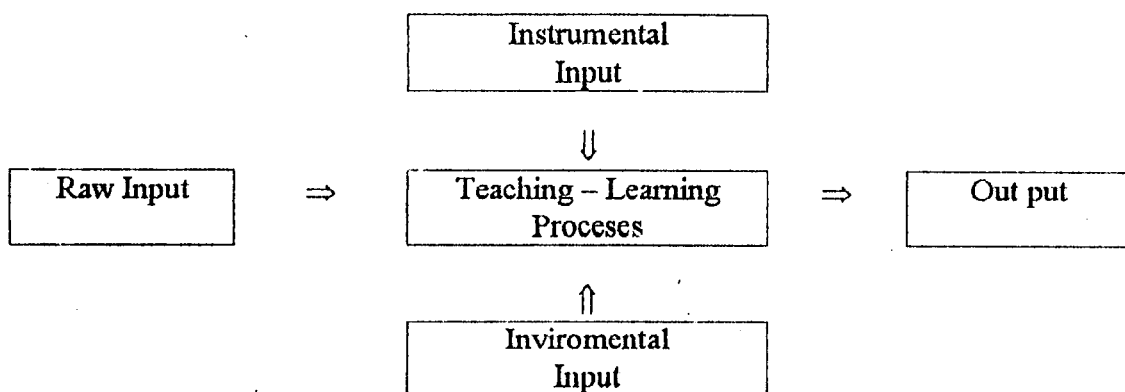 Instrumental
Input
⇓
Raw Input ⇒ Teaching – Learning ⇒ Out put
Proceses
⇑
Inviromental
Input